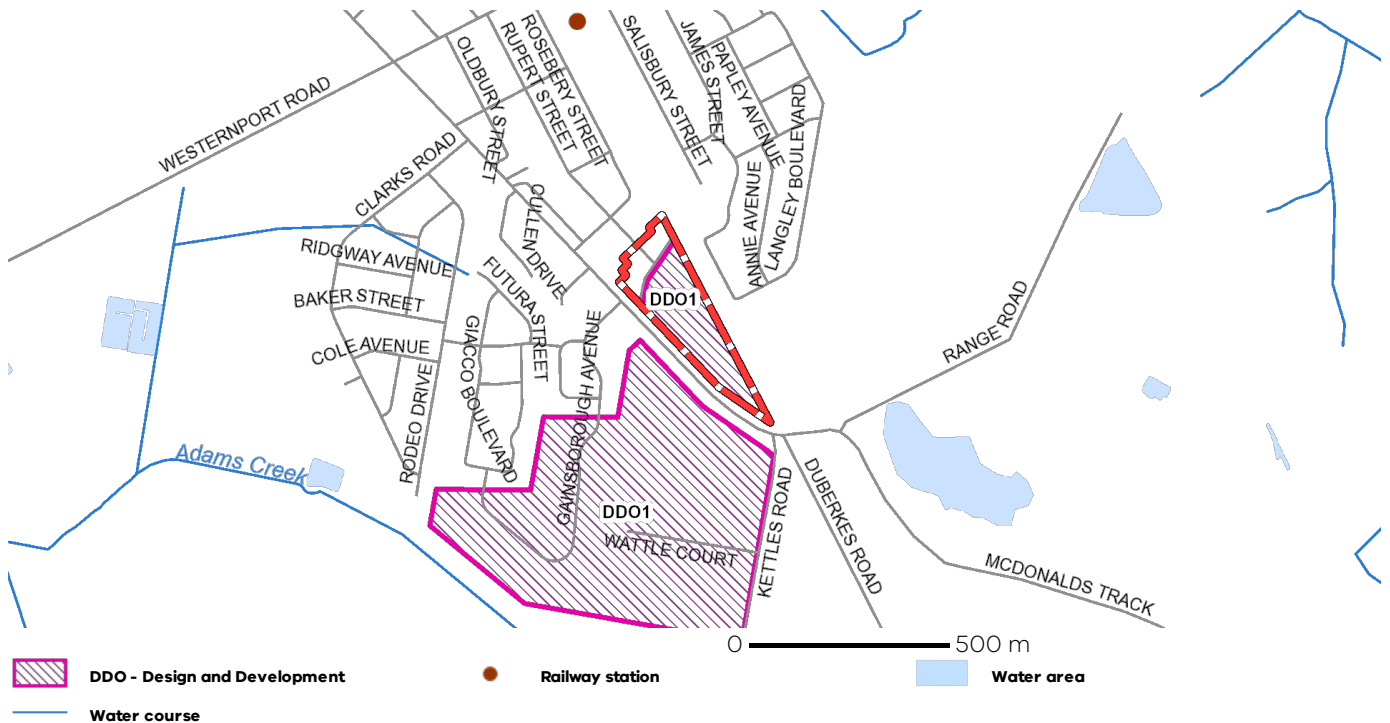 WESTERNPORT ROAD
OLDBURY STREET
ROSEBERY STREET
RUPERT STREET
SALISBURY STREET
JAMES STREET
PAPLEY AVENUE
LANGLEY BOULEVARD
ANNIE AVENUE
CLARKS ROAD
CULLEN DRIVE
RIDGWAY AVENUE
FUTURA STREET
BAKER STREET
COLE AVENUE
GIACCO BOULEVARD
GAINSBOROUGH AVENUE
RODEO DRIVE
DDO1
RANGE ROAD
Adams Creek
DDO1
WATTLE COURT
KETTLES ROAD
DUBERKES ROAD
MCDONALDS TRACK
0 500 m
DDO - Design and Development
Railway station
Water area
Water course